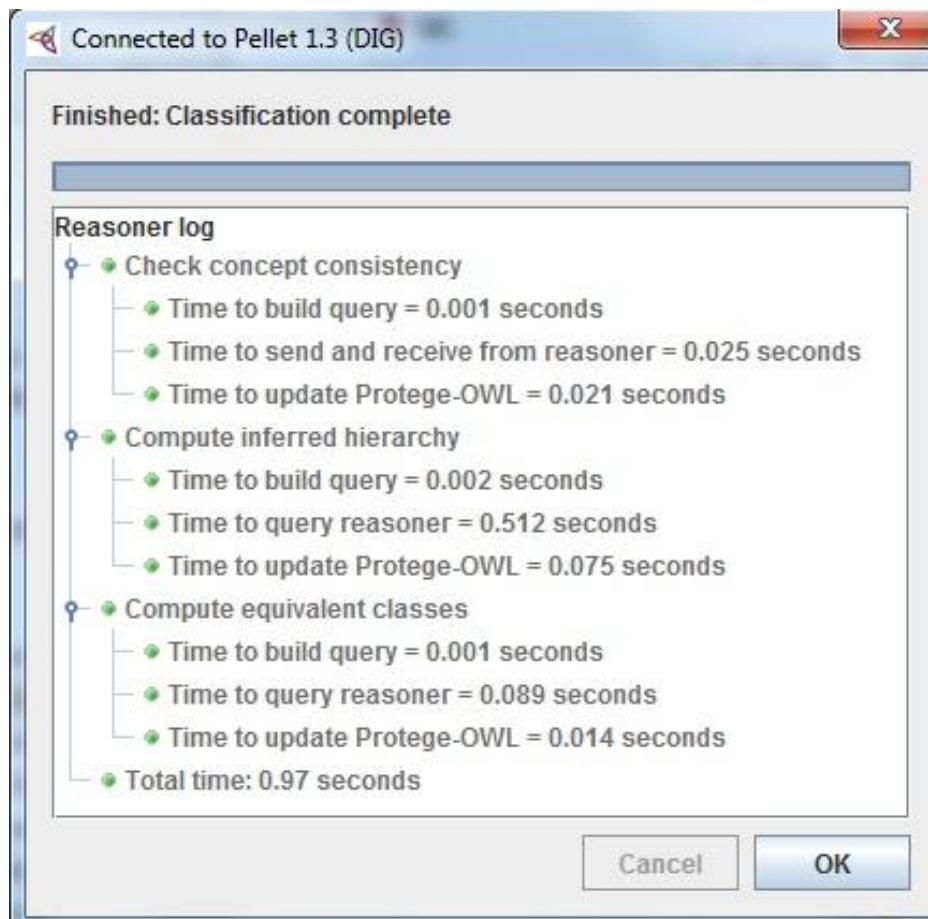 Connected to Pellet 1.3 (DIG)
Finished: Classification complete
Reasoner log
Check concept consistency
Time to build query = 0.001 seconds
Time to send and receive from reasoner = 0.025 seconds
Time to update Protege-OWL = 0.021 seconds
Compute inferred hierarchy
Time to build query = 0.002 seconds
Time to query reasoner = 0.512 seconds
Time to update Protege-OWL = 0.075 seconds
Compute equivalent classes
Time to build query = 0.001 seconds
Time to query reasoner = 0.089 seconds
Time to update Protege-OWL = 0.014 seconds
Total time: 0.97 seconds
Cancel OK